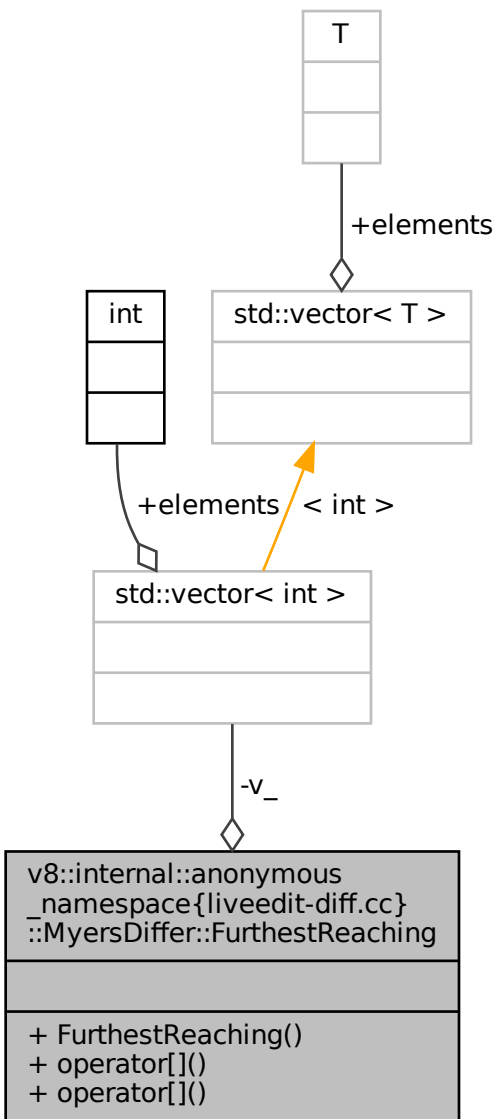 T
+elements
int
std::vector< T >
+elements
< int >
std::vector< int >
-v_
v8::internal::anonymous
_namespace{liveedit-diff.cc}
::MyersDiffer::FurthestReaching
+ FurthestReaching()
+ operator[]()
+ operator[]()